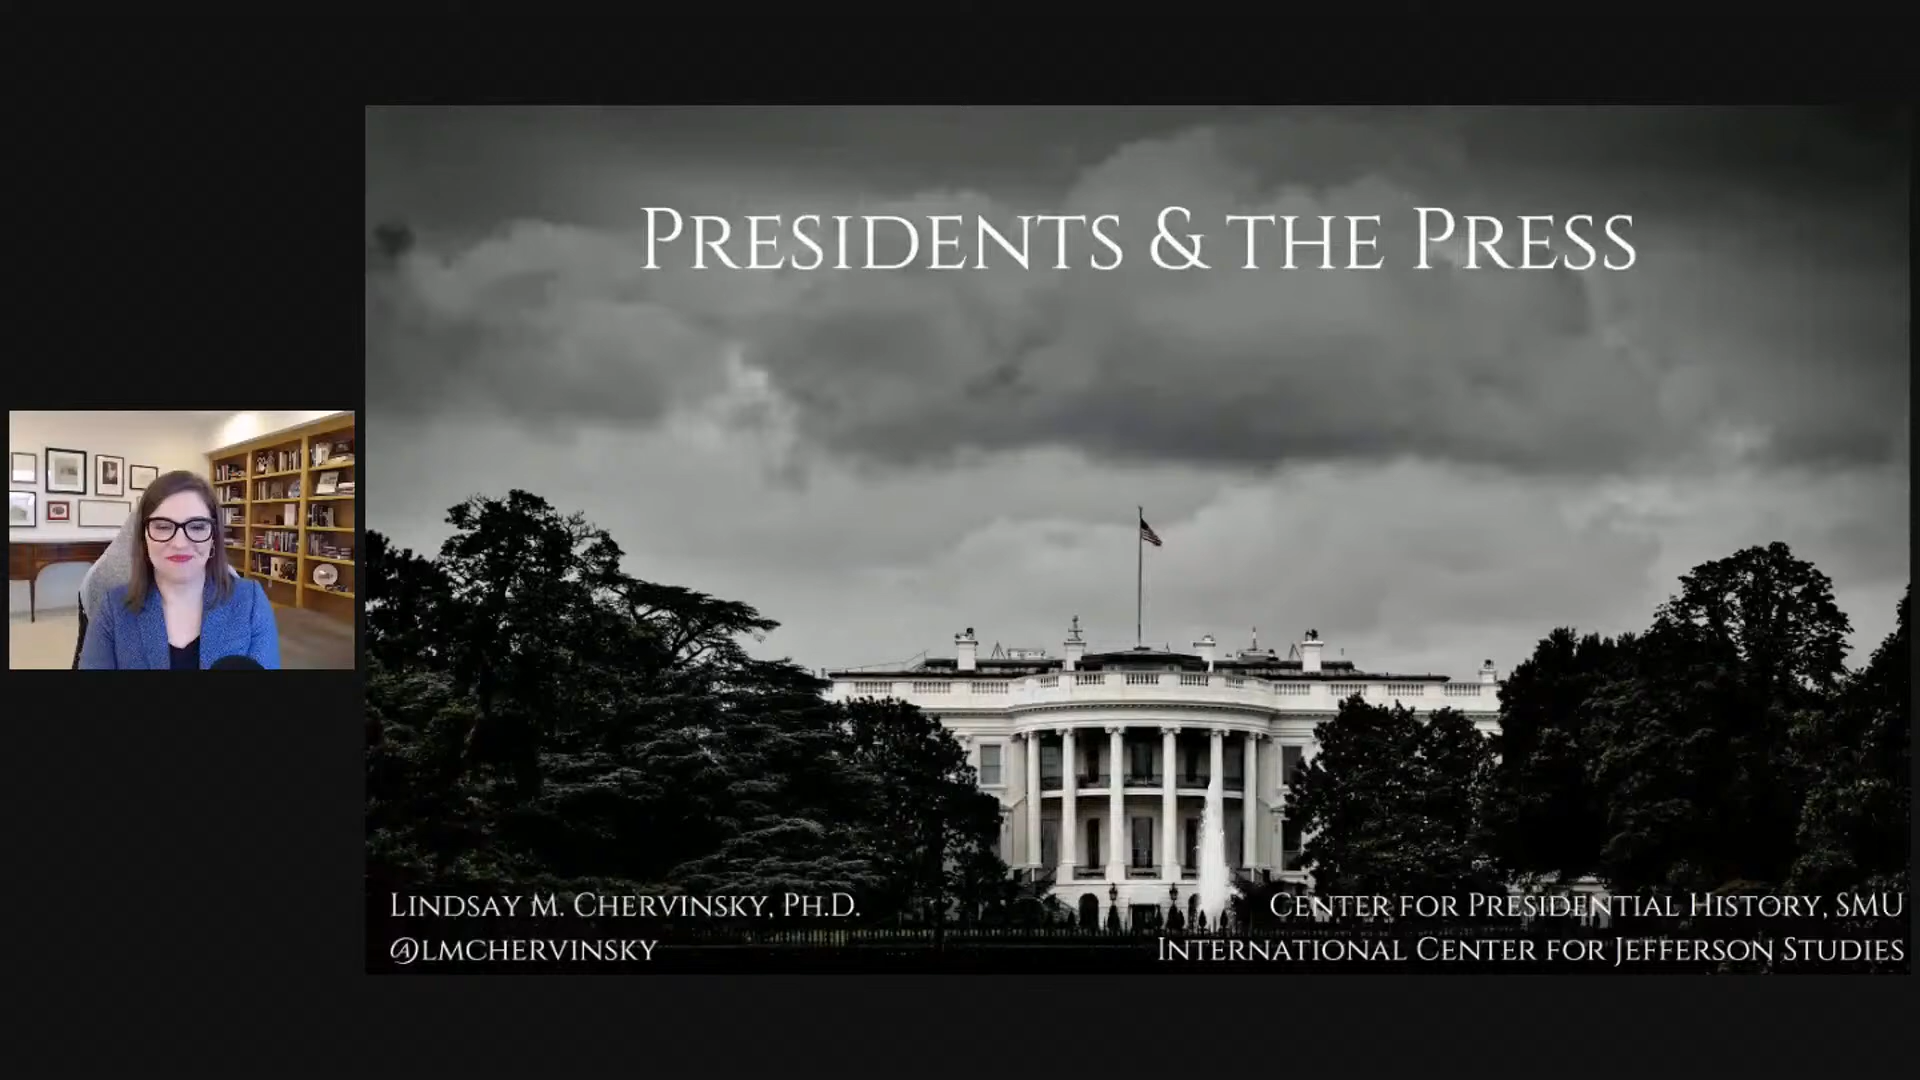 Presidents & the Press
Lindsay M. Chervinsky, Ph.D.
@lmchervinsky
Center for Presidential History, SMU
International Center for Jefferson Studies